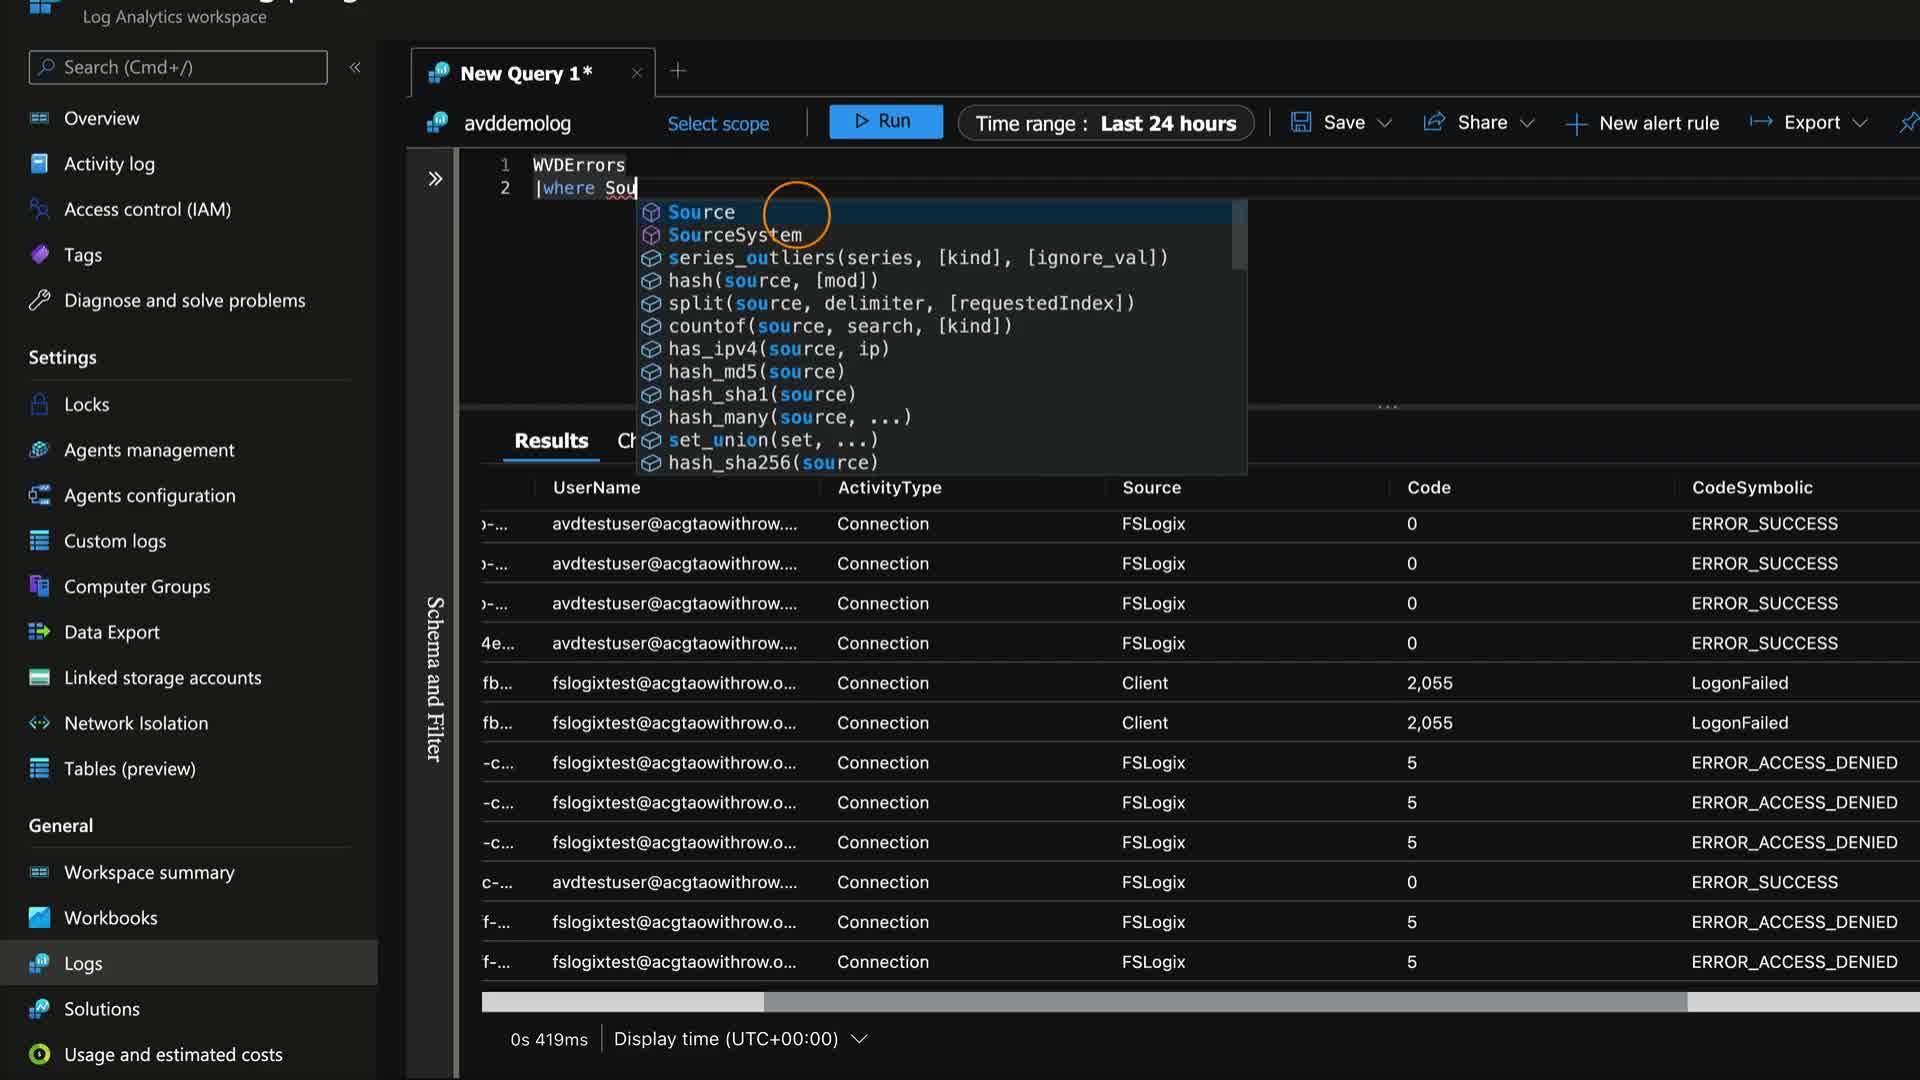 Log Analytics workspace
Search (Cmd+/)
«
Overview
Activity log
Access control (IAM)
Tags
Diagnose and solve problems
Settings
Locks
Agents management
Agents configuration
Custom logs
Computer Groups
Data Export
Linked storage accounts
Network Isolation
Tables (preview)
General
Workspace summary
Workbooks
Logs
Solutions
Usage and estimated costs
New Query 1*
avddemolog
Select scope
Run
Time range : Last 24 hours
Save
Share
New alert rule
Export
Schema and Filter
1 WVDErrors
2 |where Sou
Source
SourceSystem
series_outliers(series, [kind], [ignore_val])
hash(source, [mod])
split(source, delimiter, [requestedIndex])
countof(source, search, [kind])
has_ipv4(source, ip)
hash_md5(source)
hash_sha1(source)
hash_many(source, ...)
set_union(set, ...)
hash_sha256(source)
Results Ch
UserName ActivityType Source Code CodeSymbolic
-... avdtestuser@acgtaowithrow.... Connection FSLogix 0 ERROR_SUCCESS
-... avdtestuser@acgtaowithrow.... Connection FSLogix 0 ERROR_SUCCESS
-... avdtestuser@acgtaowithrow.... Connection FSLogix 0 ERROR_SUCCESS
4e... avdtestuser@acgtaowithrow.... Connection FSLogix 0 ERROR_SUCCESS
fb... fslogixtest@acgtaowithrow.o... Connection Client 2,055 LogonFailed
fb... fslogixtest@acgtaowithrow.o... Connection Client 2,055 LogonFailed
-c... fslogixtest@acgtaowithrow.o... Connection FSLogix 5 ERROR_ACCESS_DENIED
-c... fslogixtest@acgtaowithrow.o... Connection FSLogix 5 ERROR_ACCESS_DENIED
-c... fslogixtest@acgtaowithrow.o... Connection FSLogix 5 ERROR_ACCESS_DENIED
c-... avdtestuser@acgtaowithrow.... Connection FSLogix 0 ERROR_SUCCESS
f-... fslogixtest@acgtaowithrow.o... Connection FSLogix 5 ERROR_ACCESS_DENIED
f-... fslogixtest@acgtaowithrow.o... Connection FSLogix 5 ERROR_ACCESS_DENIED
0s 419ms Display time (UTC+00:00)